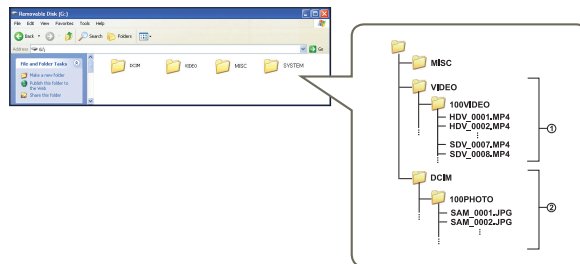 Removable Disk (G:)
File Edit View Favorites Tools Help
Back Search Folders
Address G:\ Go
File and Folder Tasks
Make a new folder
Publish this folder to the Web
Share this folder
DCIM VIDEO MISC SYSTEM
MISC
VIDEO
100VIDEO
HDV_0001.MP4
HDV_0002.MP4
SDV_0007.MP4
SDV_0008.MP4
①
DCIM
100PHOTO
SAM_0001.JPG
SAM_0002.JPG
②